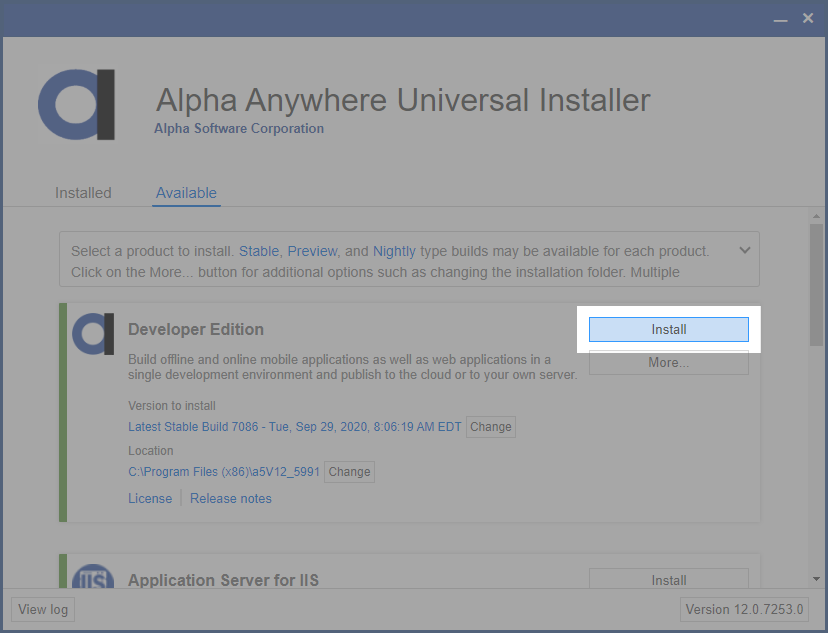 Alpha Anywhere Universal Installer
Alpha Software Corporation
Installed Available
Select a product to install. Stable, Preview, and Nightly type builds may be available for each product.
Click on the More... button for additional options such as changing the installation folder. Multiple
Developer Edition
Install
Build offline and online mobile applications as well as web applications in a
single development environment and publish to the cloud or to your own server.
More...
Version to install
Latest Stable Build 7086 - Tue, Sep 29, 2020, 8:06:19 AM EDT Change
Location
C:\Program Files (x86)\a5V12_5991 Change
License Release notes
IIS
Application Server for IIS
Install
View log
Version 12.0.7253.0